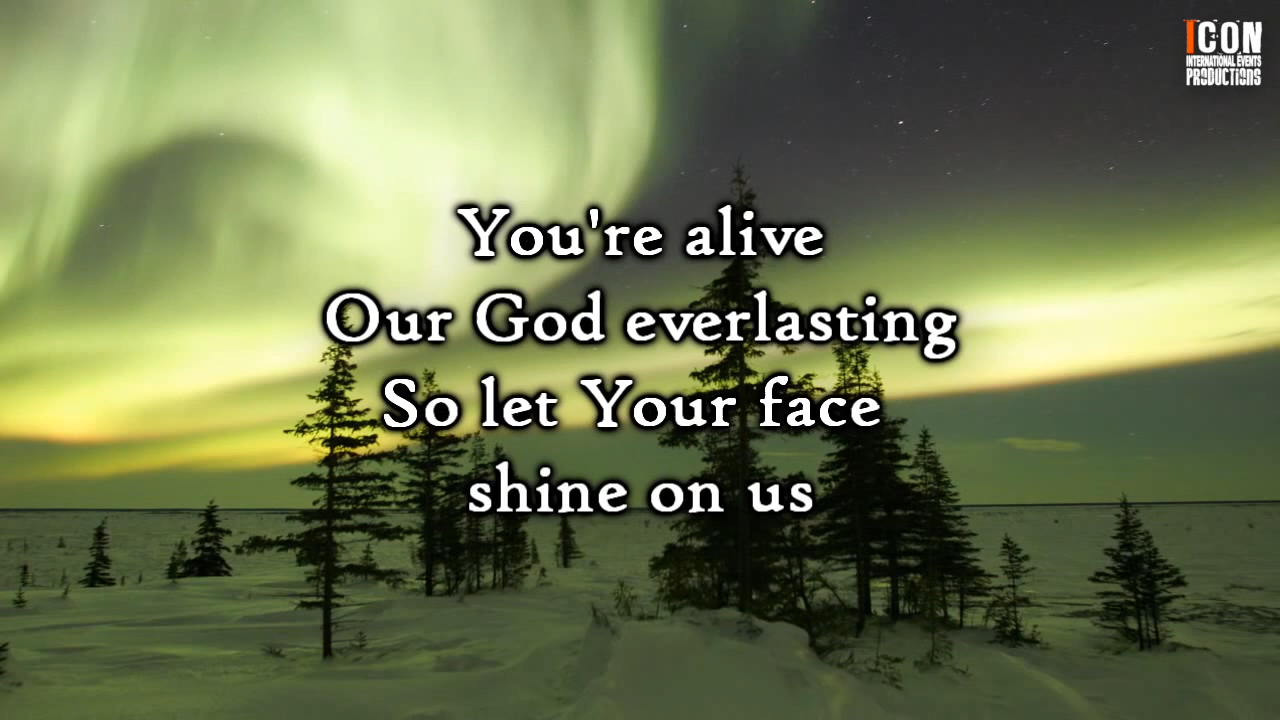 ICON
INTERNATIONAL EVENTS
PRODUCTIONS
You're alive
Our God everlasting
So let Your face
shine on us